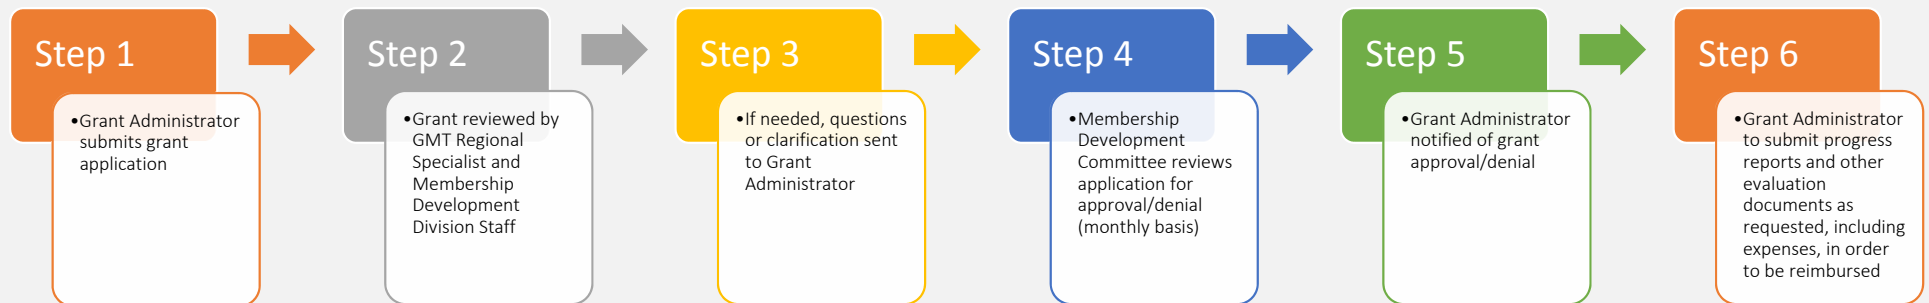 Step 1
•Grant Administrator
submits grant
application
Step 2
•Grant reviewed by
GMT Regional
Specialist and
Membership
Development
Division Staff
Step 3
•If needed, questions
or clarification sent
to Grant
Administrator
Step 4
•Membership
Development
Committee reviews
application for
approval/denial
(monthly basis)
Step 5
•Grant Administrator
notified of grant
approval/denial
Step 6
•Grant Administrator
to submit progress
reports and other
evaluation
documents as
requested, including
expenses, in order
to be reimbursed